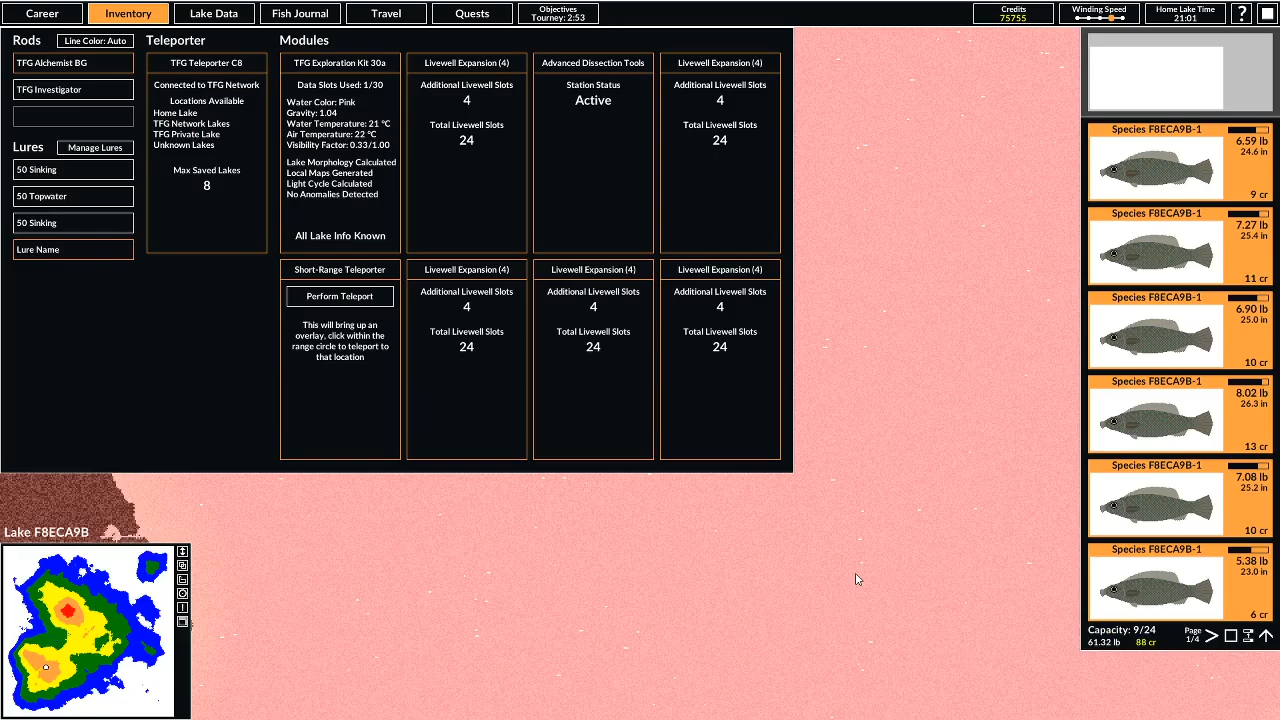 Career
Inventory
Lake Data
Fish Journal
Travel
Quests
Objectives
Tourney: 2:53
Credits
75755
Winding Speed
Home Lake Time
21:01
?
Rods
Line Color: Auto
TFG Alchemist BG
TFG Investigator
Lures
Manage Lures
50 Sinking
50 Topwater
50 Sinking
Lure Name
Teleporter
TFG Teleporter C8
Connected to TFG Network
Locations Available
Home Lake
TFG Network Lakes
TFG Private Lake
Unknown Lakes
Max Saved Lakes
8
Modules
TFG Exploration Kit 30a
Data Slots Used: 1/30
Water Color: Pink
Gravity: 1.04
Water Temperature: 21 °C
Air Temperature: 22 °C
Visibility Factor: 0.33/1.00
Lake Morphology Calculated
Local Maps Generated
Light Cycle Calculated
No Anomalies Detected
All Lake Info Known
Livewell Expansion (4)
Additional Livewell Slots
4
Total Livewell Slots
24
Advanced Dissection Tools
Station Status
Active
Livewell Expansion (4)
Additional Livewell Slots
4
Total Livewell Slots
24
Short-Range Teleporter
Perform Teleport
This will bring up an
overlay, click within the
range circle to teleport to
that location
Livewell Expansion (4)
Additional Livewell Slots
4
Total Livewell Slots
24
Livewell Expansion (4)
Additional Livewell Slots
4
Total Livewell Slots
24
Livewell Expansion (4)
Additional Livewell Slots
4
Total Livewell Slots
24
Lake F8ECA9B
Species F8ECA9B-1
6.59 lb
24.6 in
9 cr
Species F8ECA9B-1
7.27 lb
25.4 in
11 cr
Species F8ECA9B-1
6.90 lb
25.0 in
10 cr
Species F8ECA9B-1
8.02 lb
26.3 in
13 cr
Species F8ECA9B-1
7.08 lb
25.2 in
10 cr
Species F8ECA9B-1
5.38 lb
23.0 in
6 cr
Capacity: 9/24
61.32 lb 88 cr
Page
1/4